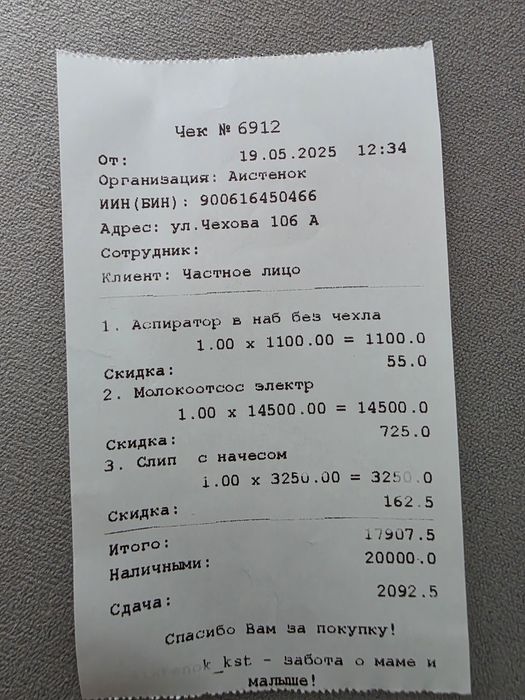 Чек № 6912
От: 19.05.2025 12:34
Организация: Аистенок
ИИН(БИН): 900616450466
Адрес: ул.Чехова 106 А
Сотрудник:
Клиент: Частное лицо
1. Аспиратор в наб без чехла
1.00 x 1100.00 = 1100.0
Скидка: 55.0
2. Молокоотсос электр
1.00 x 14500.00 = 14500.0
Скидка: 725.0
3. Слип с начесом
1.00 x 3250.00 = 3250.0
Скидка: 162.5
Итого: 17907.5
Наличными: 20000.0
Сдача: 2092.5
Спасибо Вам за покупку!
k_kst - забота о маме и
малыше!